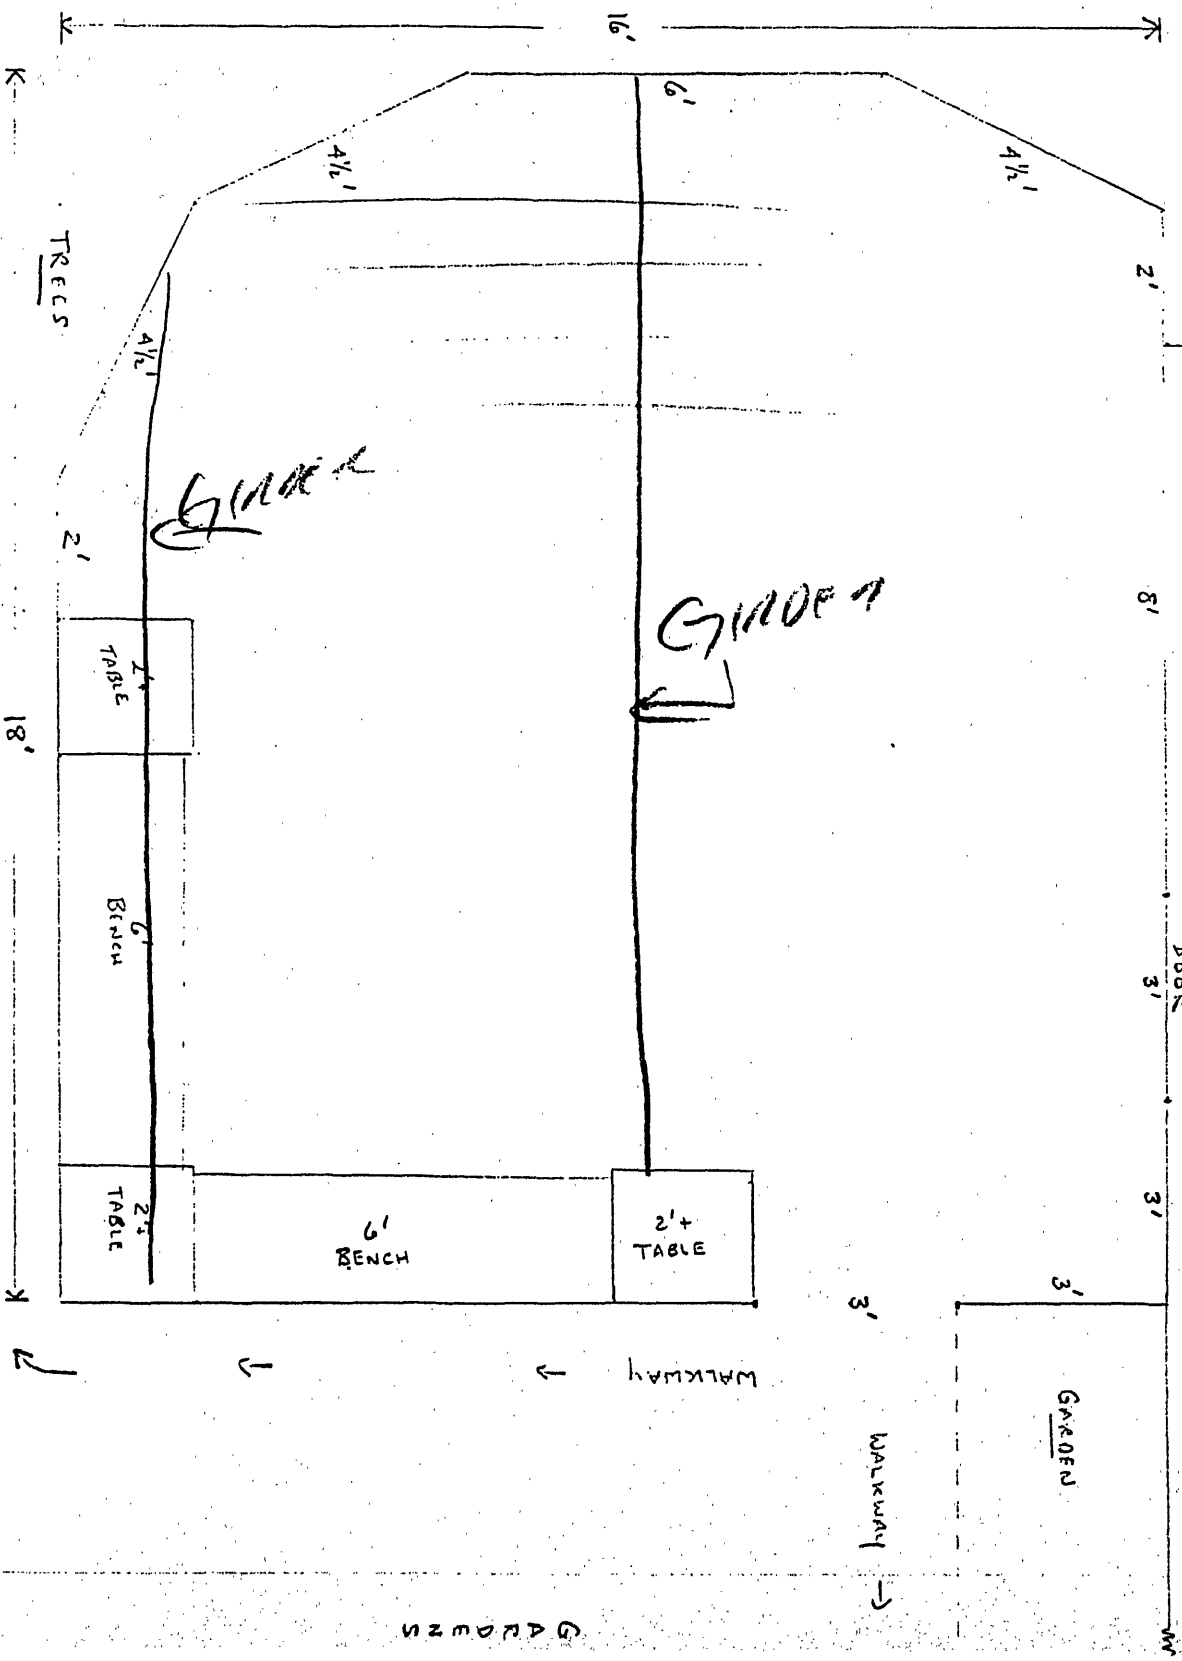 16'
6'
4½'
4½'
2'
TREES
4½'
GIRDER
2'
8'
GIRDER
2'+
TABLE
18'
6'
BENCH
DOOR
3'
3'
2'+
TABLE
6'
BENCH
2'+
TABLE
3'
3'
WALKWAY
GARDEN
WALKWAY
GARDENS